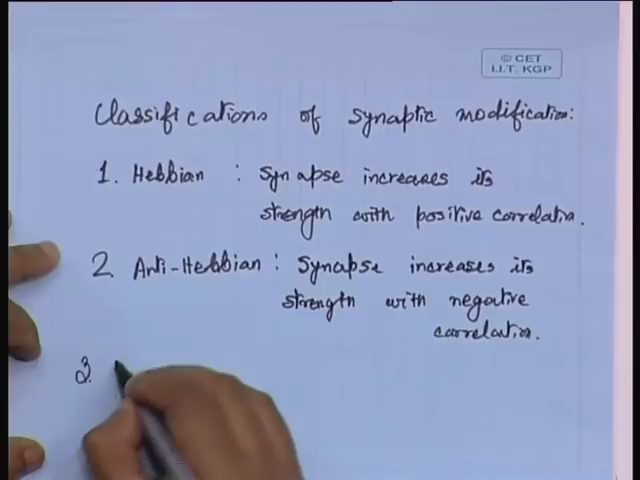 © CET
I.I.T. KGP
Classifications of synaptic modification:
1. Hebbian : Synapse increases its
strength with positive correlation.
2 Anti-Hebbian : Synapse increases its
strength with negative
correlation.
3.